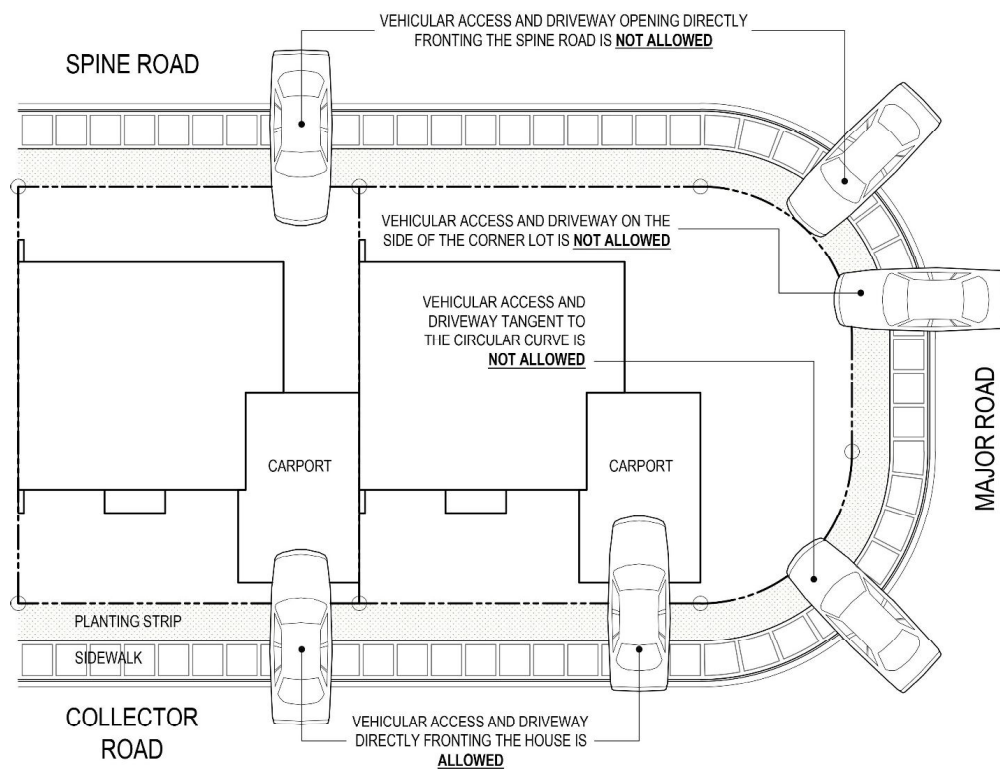 VEHICULAR ACCESS AND DRIVEWAY OPENING DIRECTLY
FRONTING THE SPINE ROAD IS NOT ALLOWED
SPINE ROAD
VEHICULAR ACCESS AND DRIVEWAY ON THE
SIDE OF THE CORNER LOT IS NOT ALLOWED
VEHICULAR ACCESS AND
DRIVEWAY TANGENT TO
THE CIRCULAR CURVE IS
NOT ALLOWED
MAJOR ROAD
CARPORT
CARPORT
PLANTING STRIP
SIDEWALK
COLLECTOR
ROAD
VEHICULAR ACCESS AND DRIVEWAY
DIRECTLY FRONTING THE HOUSE IS
ALLOWED